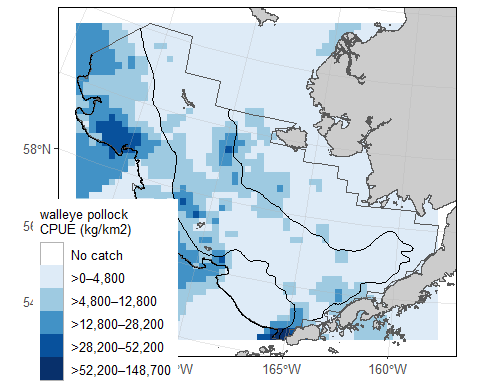 58°N
walleye pollock
CPUE (kg/km2)
No catch
>0–4,800
>4,800–12,800
>12,800–28,200
>28,200–52,200
>52,200–148,700
165°W
160°W